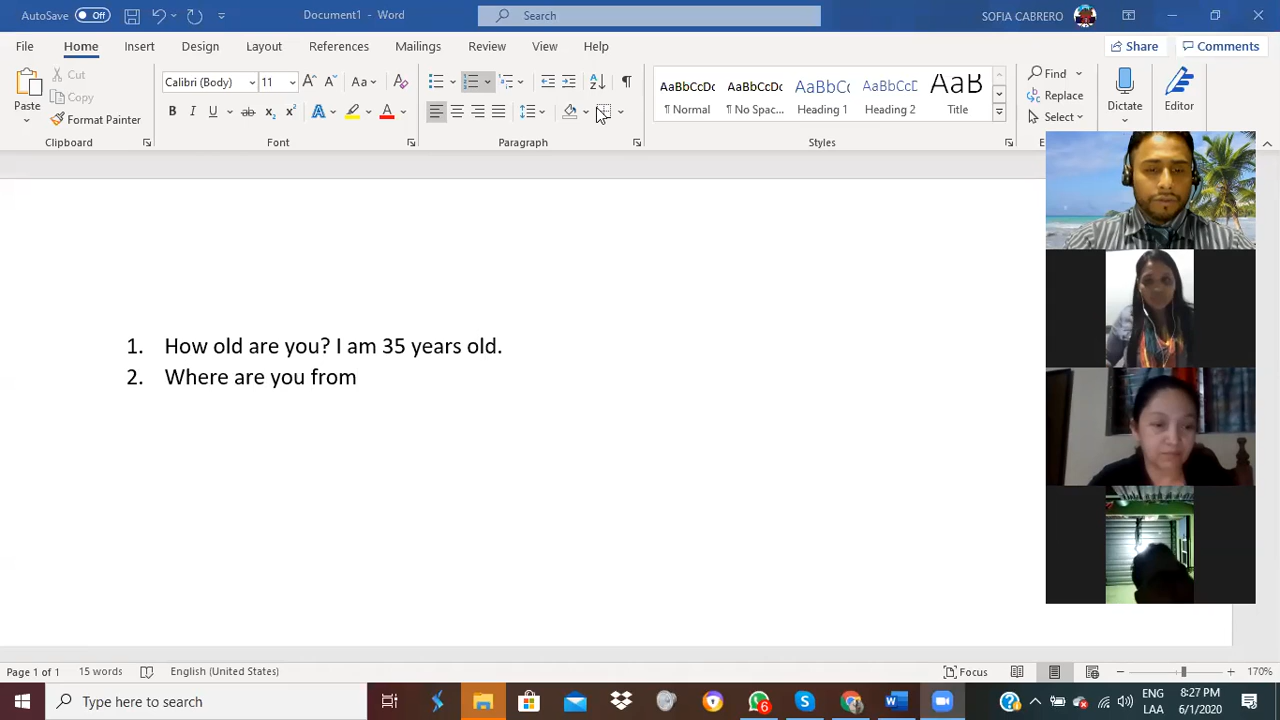 AutoSave Off Document1 - Word Search SOFIA CABRERO
File Home Insert Design Layout References Mailings Review View Help Share Comments
Paste Cut Copy Format Painter
Clipboard
Calibri (Body) 11
Font
Paragraph
AaBbCcDc AaBbCcDc AaBbCc AaBbCcD AaB
¶ Normal ¶ No Spac... Heading 1 Heading 2 Title
Styles
Find
Replace
Select
Dictate
Editor
1. How old are you? I am 35 years old.
2. Where are you from
Page 1 of 1 15 words English (United States) Focus 170%
Type here to search
6
ENG 8:27 PM
LAA 6/1/2020